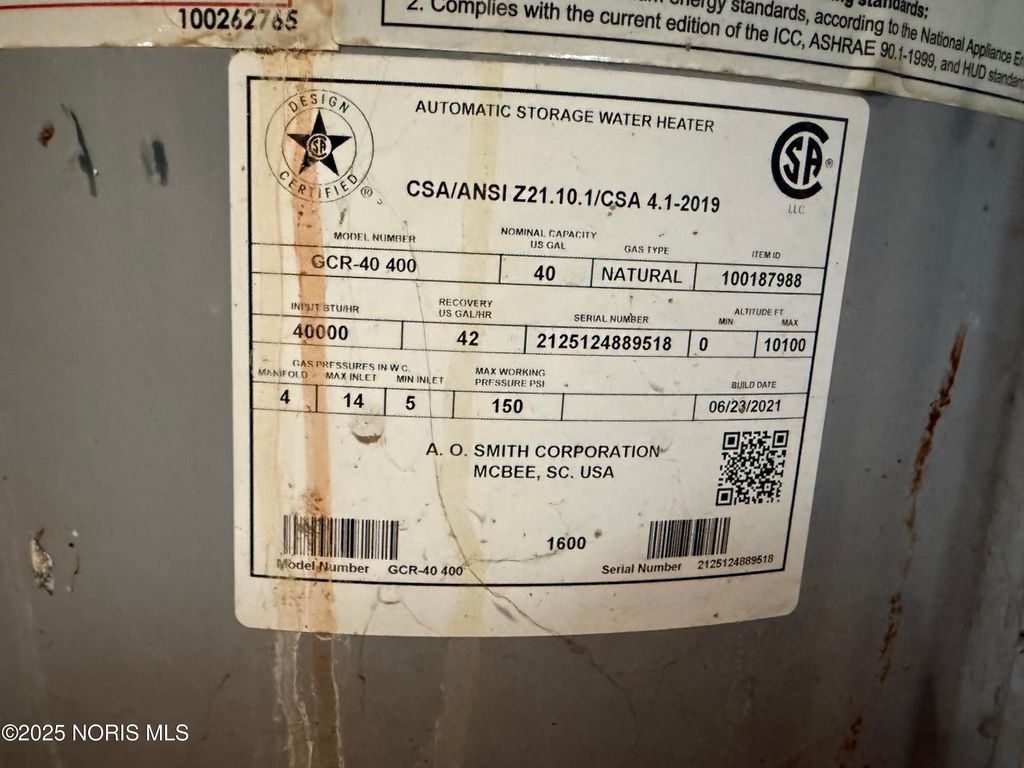 100262765
energy standards, according to the National Appliance
2. Complies with the current edition of the ICC, ASHRAE 90.1-1999, and HUD
standards:
DESIGN
SA
CERTIFIED®
AUTOMATIC STORAGE WATER HEATER
CSA/ANSI Z21.10.1/CSA 4.1-2019
SA®
LLC
MODEL NUMBER
NOMINAL CAPACITY
US GAL
GAS TYPE
ITEM ID
GCR-40 400 40 NATURAL 100187988
INPUT BTU/HR
RECOVERY
US GAL/HR
SERIAL NUMBER
ALTITUDE FT
MIN MAX
40000 42 2125124889518 0 10100
GAS PRESSURES IN W.C.
MANIFOLD MAX INLET MIN INLET
MAX WORKING
PRESSURE PSI
BUILD DATE
4 14 5 150 06/23/2021
A. O. SMITH CORPORATION
MCBEE, SC. USA
1600
Model Number GCR-40 400
Serial Number 2125124889518
©2025 NORIS MLS